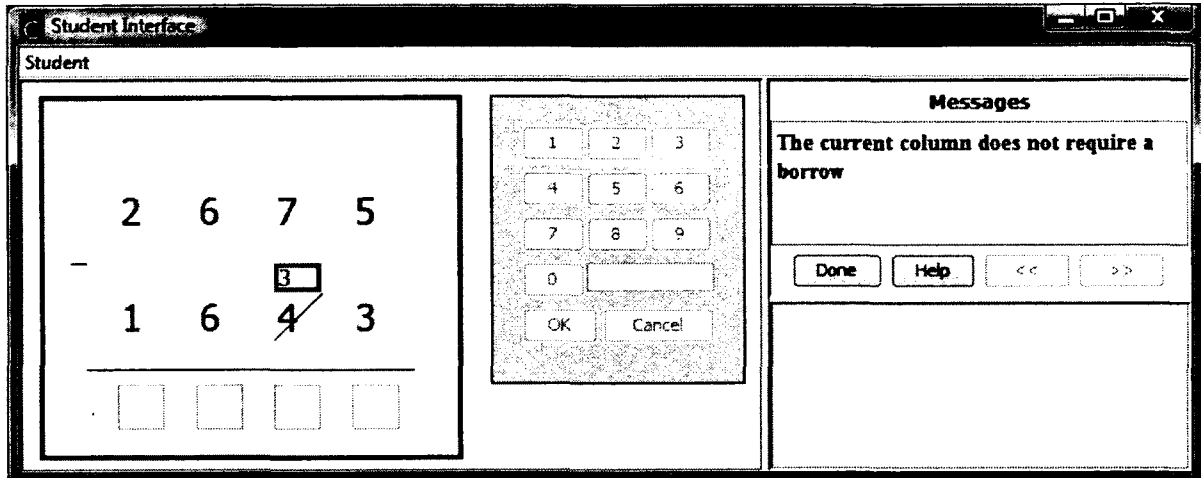 Student Interface
Student
2 6 7 5
−
3
1 6 4 3
1 2 3
4 5 6
7 8 9
0
OK Cancel
Messages
The current column does not require a
borrow
Done Help << >>